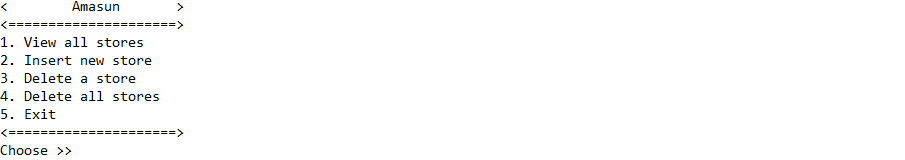 <        Amasun       >
<=====================>
1. View all stores
2. Insert new store
3. Delete a store
4. Delete all stores
5. Exit
<=====================>
Choose >>